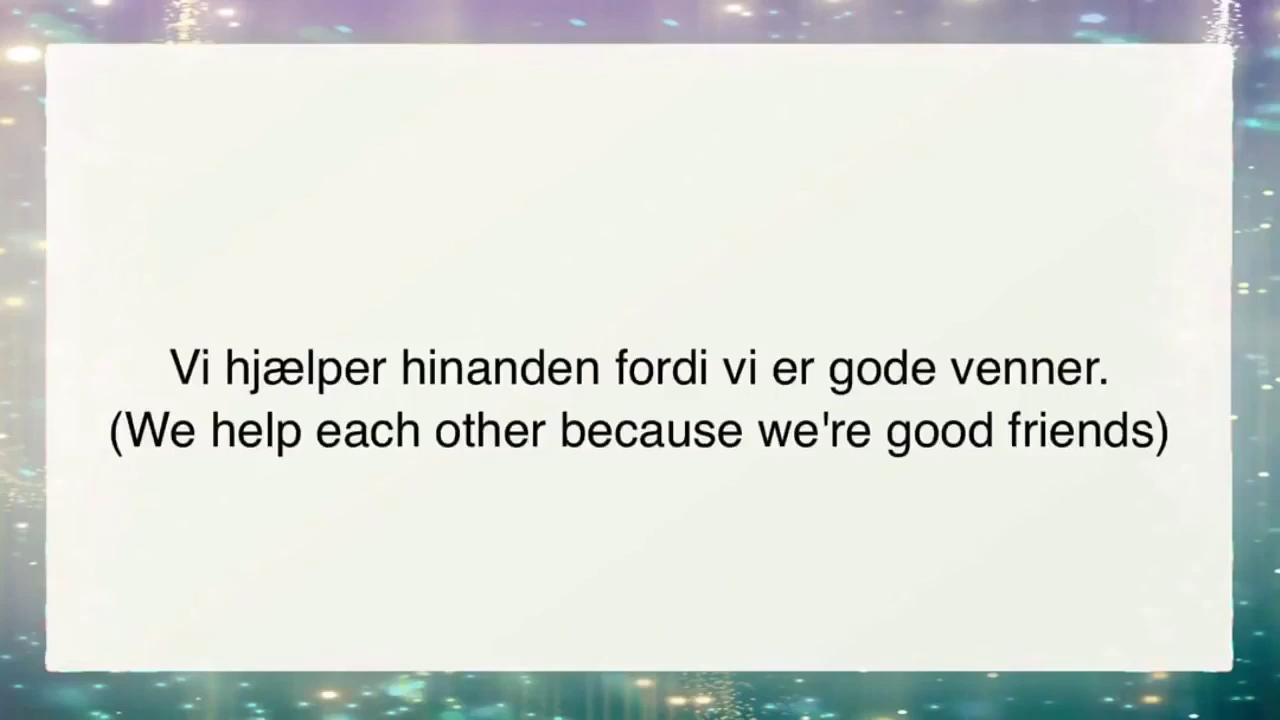 Vi hjælper hinanden fordi vi er gode venner.
(We help each other because we're good friends)